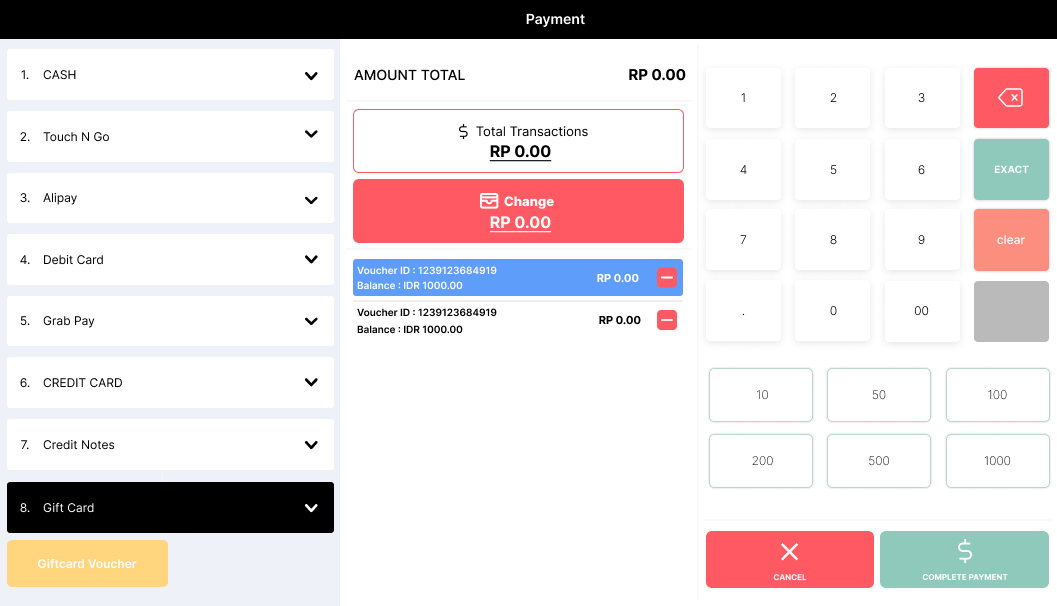 Payment
1. CASH
2. Touch N Go
3. Alipay
4. Debit Card
5. Grab Pay
6. CREDIT CARD
7. Credit Notes
8. Gift Card
Giftcard Voucher
AMOUNT TOTAL RP 0.00
Total Transactions
RP 0.00
Change
RP 0.00
Voucher ID : 1239123684919
Balance : IDR 1000.00
RP 0.00
Voucher ID : 1239123684919
Balance : IDR 1000.00
RP 0.00
1 2 3
4 5 6 EXACT
7 8 9 clear
. 0 00
10 50 100
200 500 1000
CANCEL
COMPLETE PAYMENT